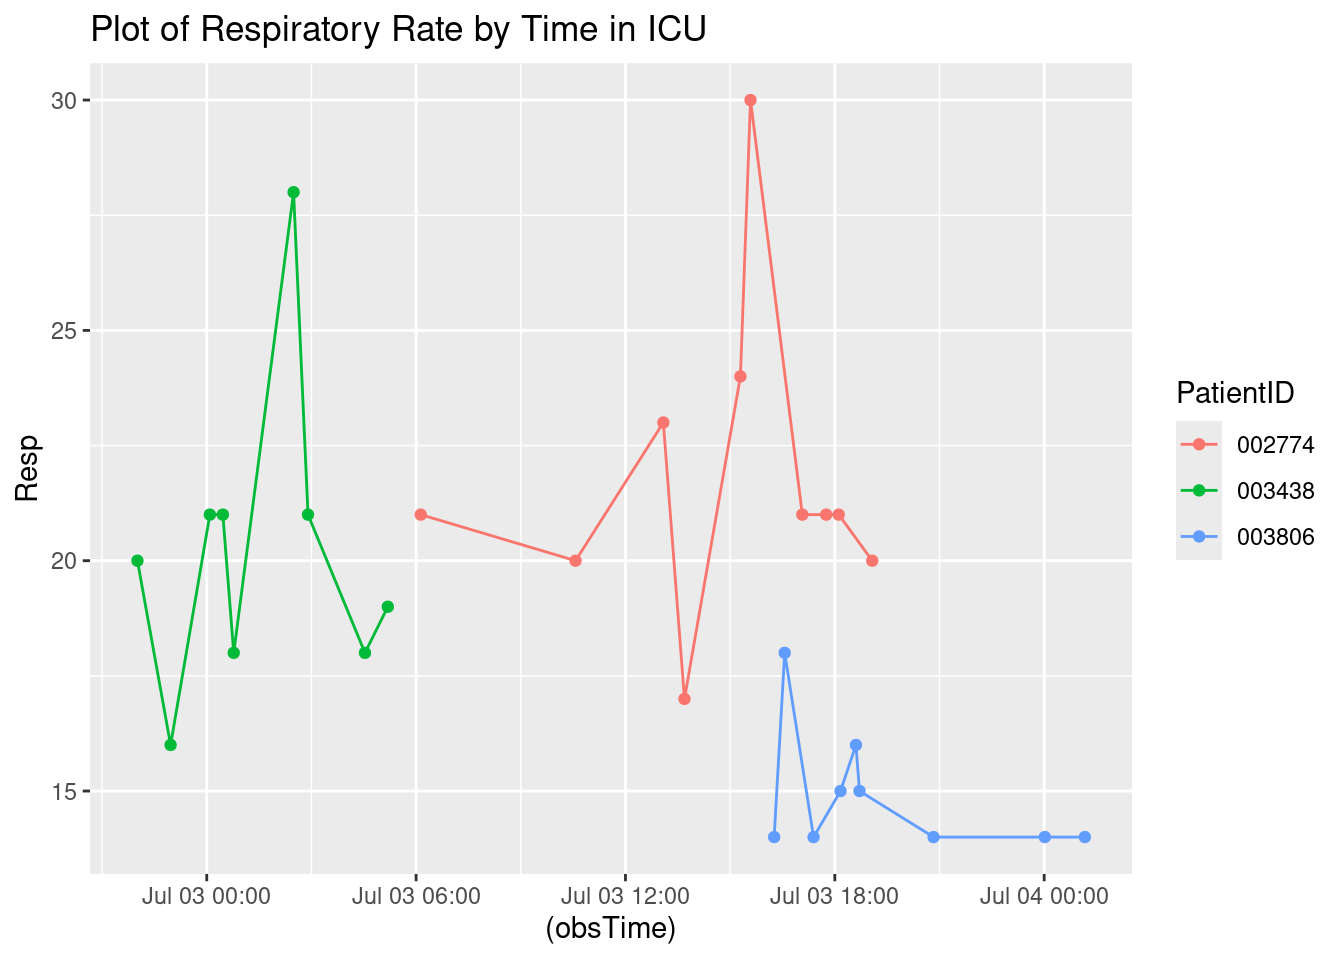 Plot of Respiratory Rate by Time in ICU
30
25
20
15
Resp
Jul 03 00:00 Jul 03 06:00 Jul 03 12:00 Jul 03 18:00 Jul 04 00:00
(obsTime)
PatientID
002774
003438
003806